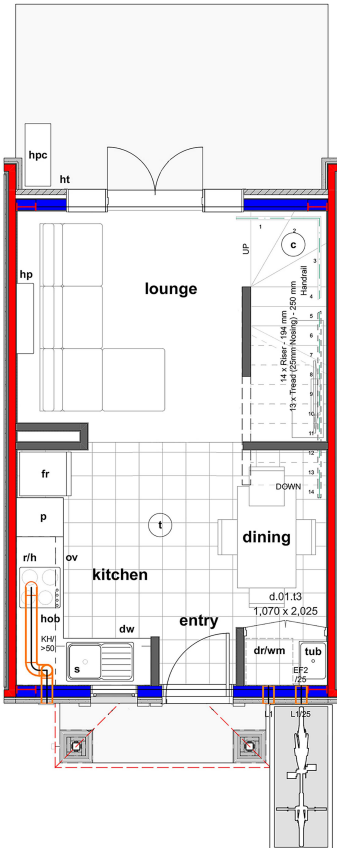 hpc
ht
1
2
UP
c
3
hp
Handrail
lounge
4
14 x Riser - 194 mm
13 x Tread (25mm Nosing) - 250 mm
5
6
7
8
9
10
11
12
13
14
DOWN
fr
p
t
dining
r/h
ov
kitchen
d.01.t3
1,070 x 2,025
hob
entry
KH/
>50
dw
s
dr/wm
tub
EF2
/25
L1
L1/25